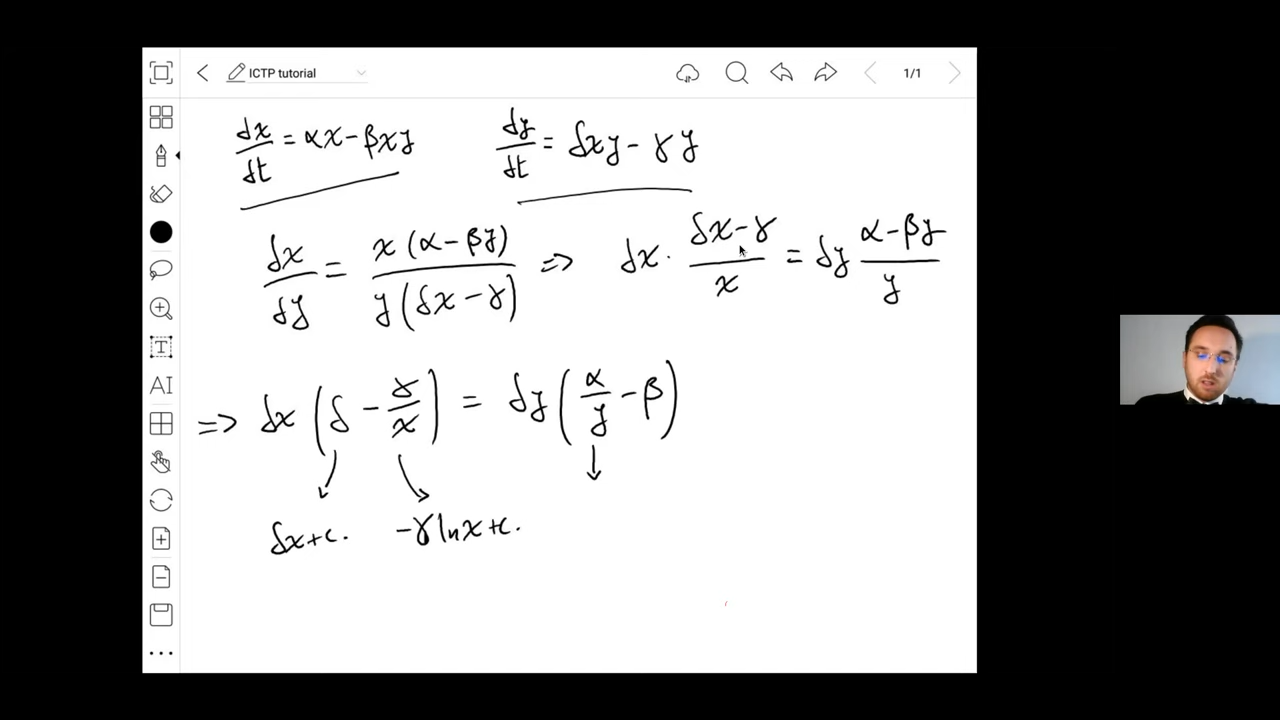 ICTP tutorial
1/1
dx/dt = αx − βxy    dy/dt = δxy − γy
dx/dy = x(α − βy)/y(δx − γ) => dx · (δx − γ)/x = dy (α − βy)/y
=> dx (δ − γ/x) = dy (α/y − β)
δx + c.    −γ ln x + c.
T
AI